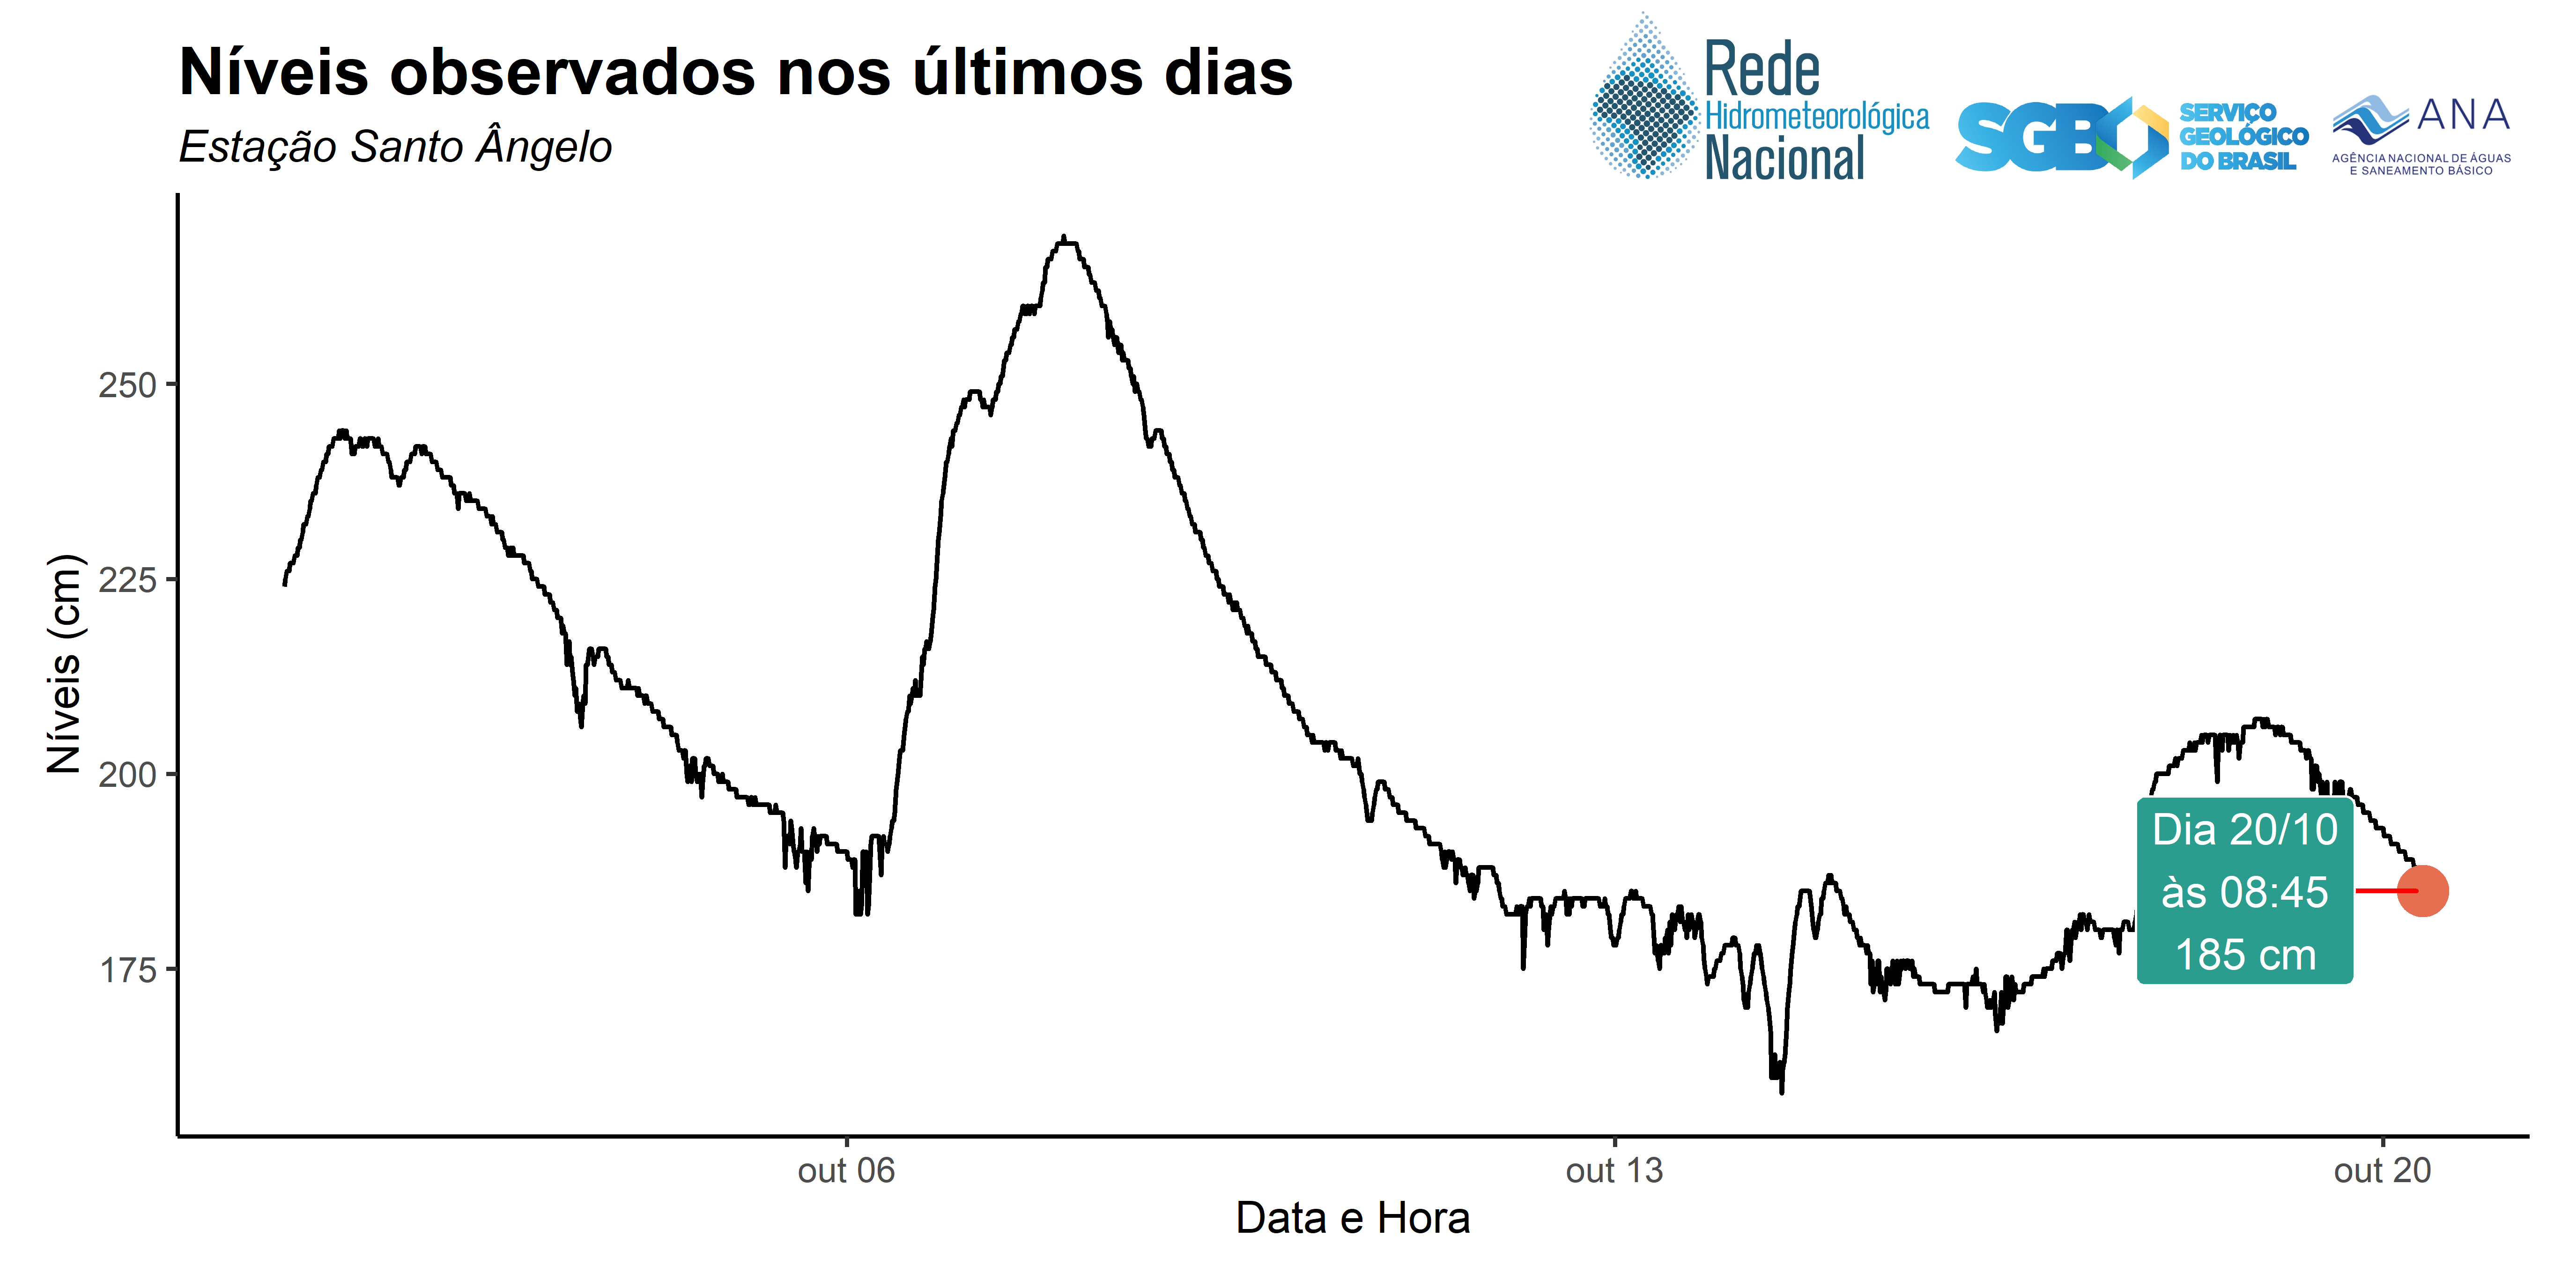 Níveis observados nos últimos dias
Estação Santo Ângelo
Rede
Hidrometeorológica
Nacional
SGB
SERVIÇO
GEOLÓGICO
DO BRASIL
ANA
AGÊNCIA NACIONAL DE ÁGUAS
E SANEAMENTO BÁSICO
Níveis (cm)
250
225
200
175
Dia 20/10
às 08:45
185 cm
out 06
out 13
out 20
Data e Hora